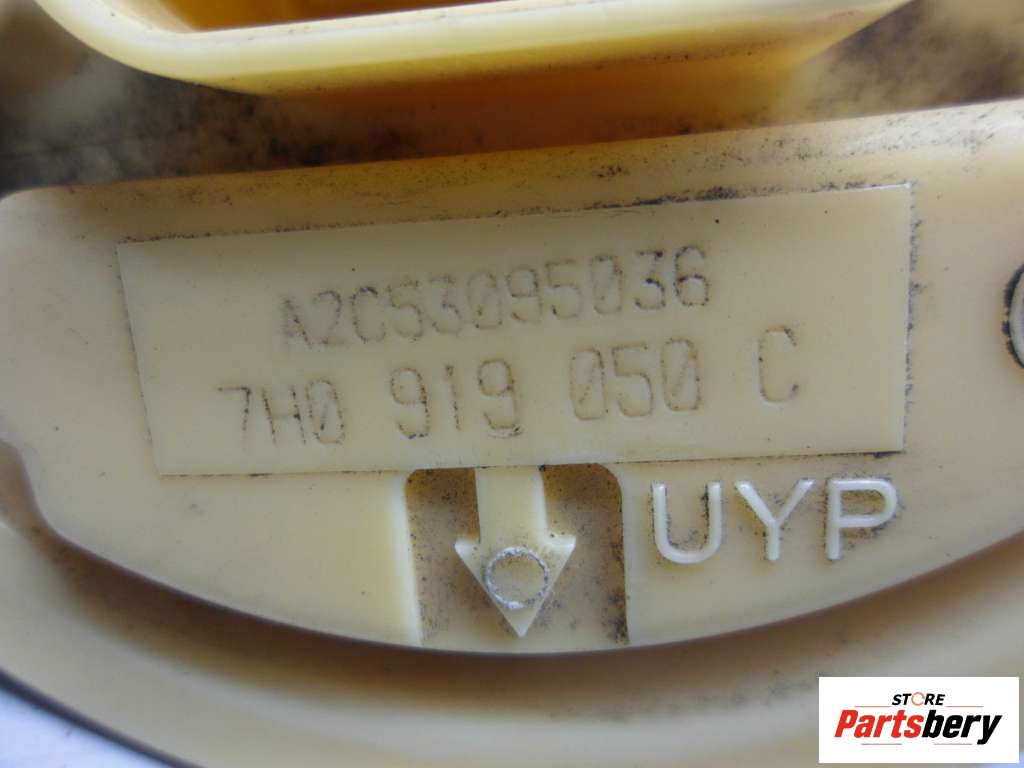 A2C53095036
7H0 919 050 C
UYP
STORE
Partsbery